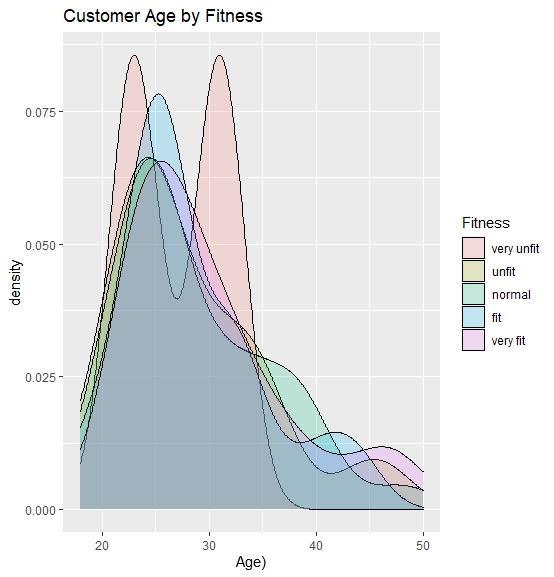 Customer Age by Fitness
0.075
0.050
0.025
0.000
density
20 30 40 50
Age)
Fitness
very unfit
unfit
normal
fit
very fit